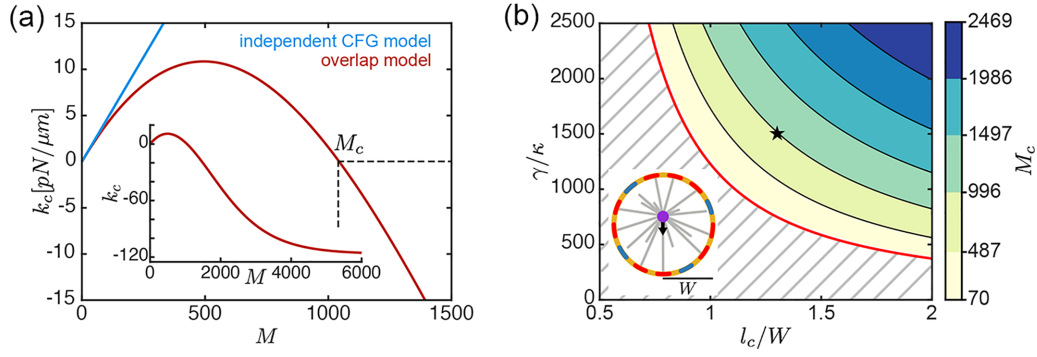 (a)
independent CFG model
overlap model
k_c[pN/μm]
15
10
5
0
-5
-10
-15
0
500
1000
1500
M
M_c
k_c
0
-60
-120
0
2000
4000
6000
M
(b)
γ/κ
2500
2000
1500
1000
500
0
0.5
1
1.5
2
l_c/W
W
2469
1986
1497
996
487
70
M_c